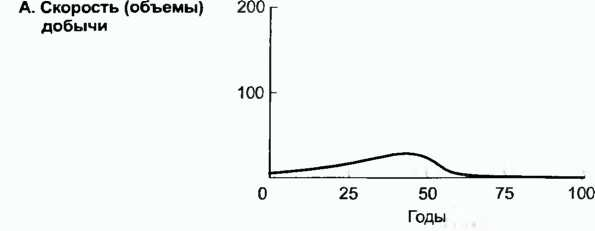 А. Скорость (объемы)
добычи
200
100
0 25 50 75 100
Годы